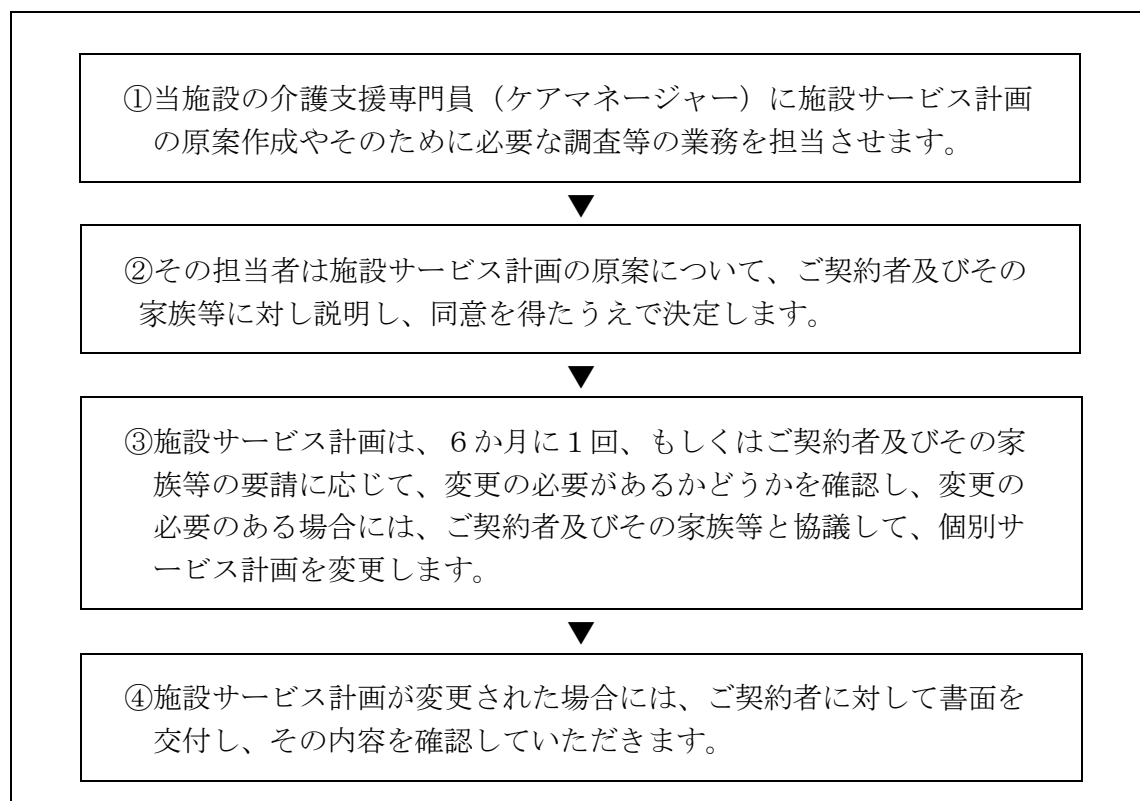 ①当施設の介護支援専門員（ケアマネージャー）に施設サービス計画
の原案作成やそのために必要な調査等の業務を担当させます。
▼
②その担当者は施設サービス計画の原案について、ご契約者及びその
家族等に対し説明し、同意を得たうえで決定します。
▼
③施設サービス計画は、６か月に１回、もしくはご契約者及びその家
族等の要請に応じて、変更の必要があるかどうかを確認し、変更の
必要のある場合には、ご契約者及びその家族等と協議して、個別サ
ービス計画を変更します。
▼
④施設サービス計画が変更された場合には、ご契約者に対して書面を
交付し、その内容を確認していただきます。